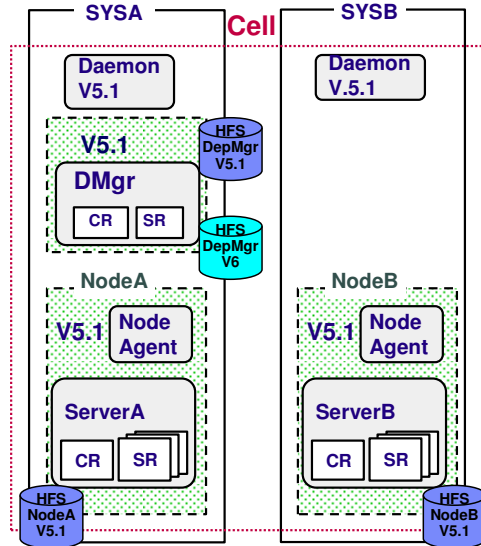 SYSA
SYSB
Cell
Daemon
V5.1
Daemon
V.5.1
V5.1
HFS
DepMgr
V5.1
DMgr
CR
SR
HFS
DepMgr
V6
NodeA
NodeB
V5.1
Node
Agent
V5.1
Node
Agent
ServerA
CR
SR
ServerB
CR
SR
HFS
NodeA
V5.1
HFS
NodeB
V5.1